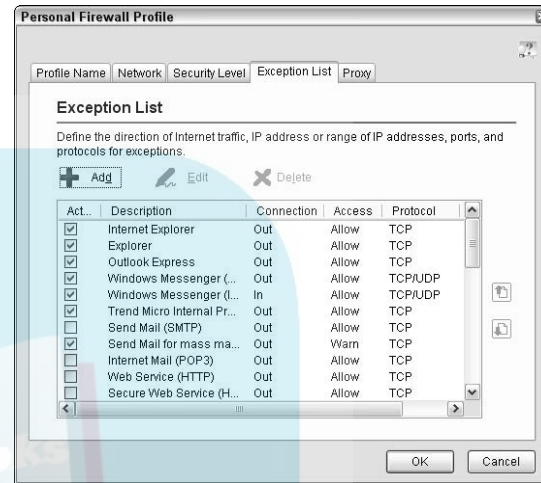 Personal Firewall Profile
Profile Name Network Security Level Exception List Proxy
Exception List
Define the direction of Internet traffic, IP address or range of IP addresses, ports, and
protocols for exceptions.
Add Edit Delete
Act... Description Connection Access Protocol
Internet Explorer Out Allow TCP
Explorer Out Allow TCP
Outlook Express Out Allow TCP
Windows Messenger (... Out Allow TCP/UDP
Windows Messenger (I... In Allow TCP/UDP
Trend Micro Internal Pr... Out Allow TCP
Send Mail (SMTP) Out Allow TCP
Send Mail for mass ma... Out Warn TCP
Internet Mail (POP3) Out Allow TCP
Web Service (HTTP) Out Allow TCP
Secure Web Service (H... Out Allow TCP
OK Cancel